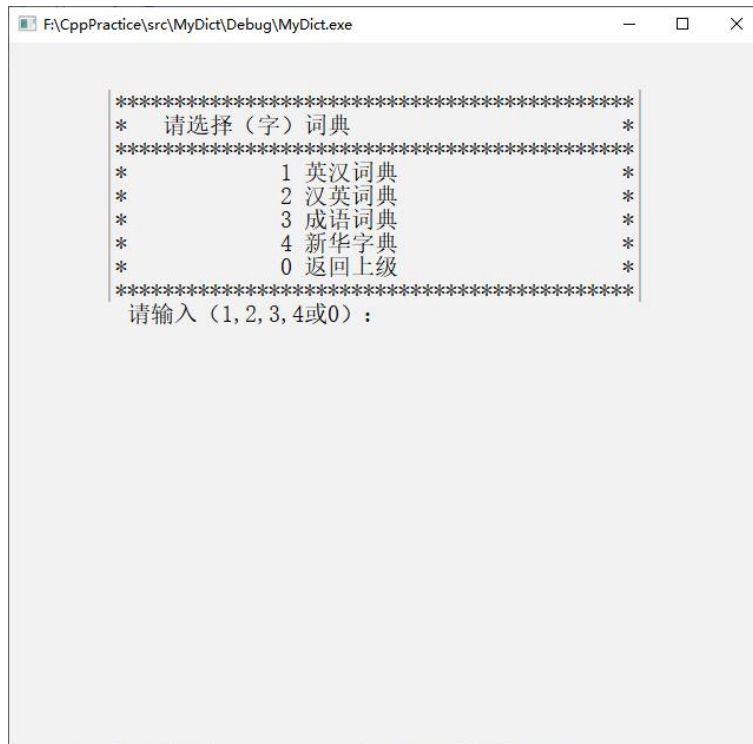 F:\CppPractice\src\MyDict\Debug\MyDict.exe
********************************************
* 请选择（字）词典 *
********************************************
* 1 英汉词典 *
* 2 汉英词典 *
* 3 成语词典 *
* 4 新华字典 *
* 0 返回上级 *
********************************************
请输入（1,2,3,4或0）: